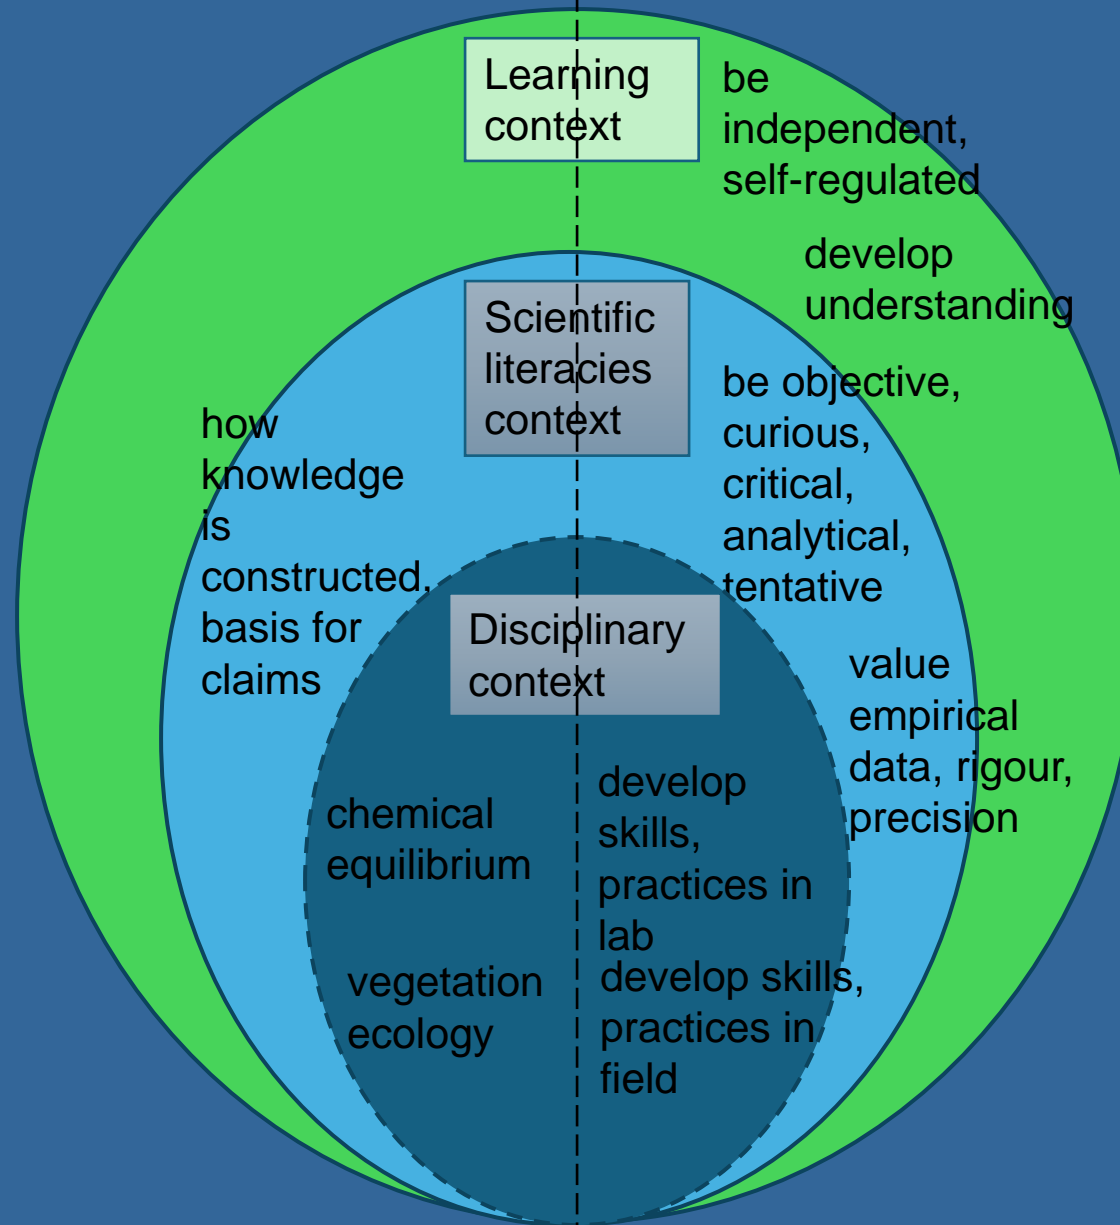 Learning
context
be
independent,
self-regulated
develop
understanding
Scientific
literacies
context
how
knowledge
is
constructed,
basis for
claims
be objective,
curious,
critical,
analytical,
tentative
Disciplinary
context
value
empirical
data, rigour,
precision
chemical
equilibrium
develop
skills,
practices in
lab
vegetation
ecology
develop skills,
practices in
field